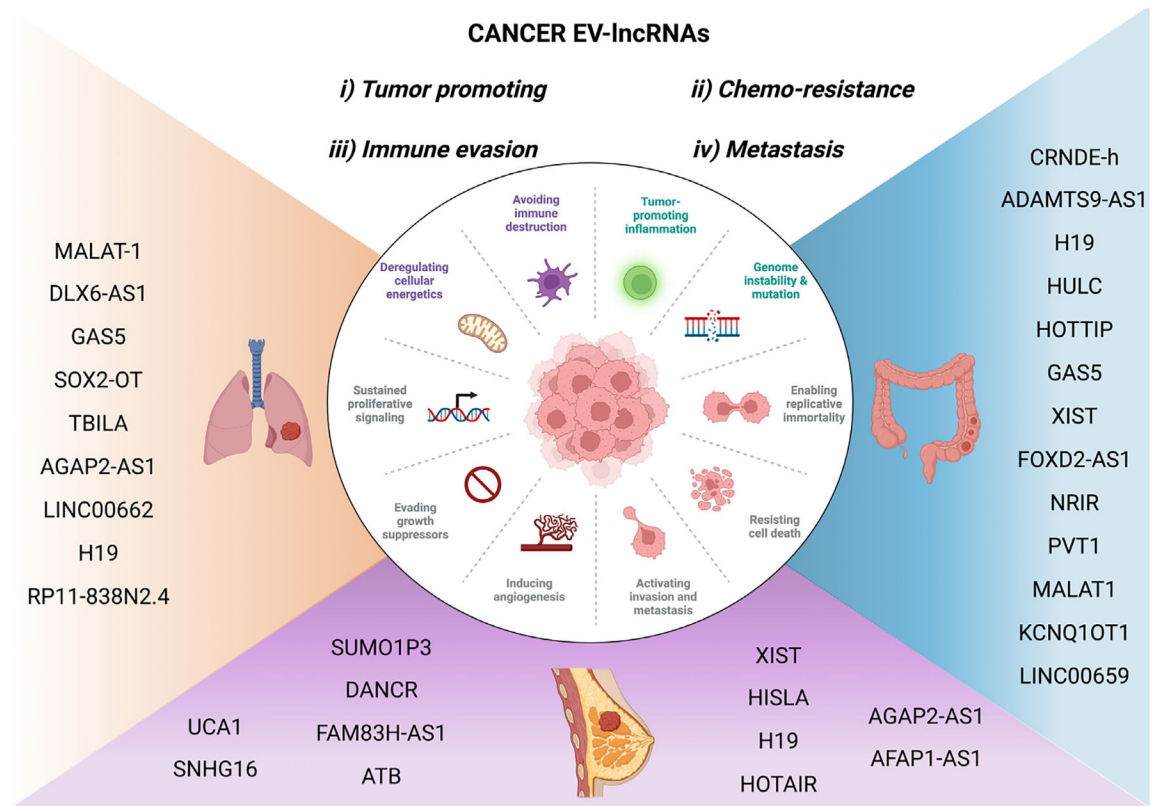 CANCER EV-lncRNAs
i) Tumor promoting
ii) Chemo-resistance
iii) Immune evasion
iv) Metastasis
MALAT-1
DLX6-AS1
GAS5
SOX2-OT
TBILA
AGAP2-AS1
LINC00662
H19
RP11-838N2.4
Avoiding
immune
destruction
Tumor-
promoting
inflammation
Deregulating
cellular
energetics
Genome
instability &
mutation
Sustained
proliferative
signaling
Enabling
replicative
immortality
Evading
growth
suppressors
Resisting
cell death
Inducing
angiogenesis
Activating
invasion and
metastasis
CRNDE-h
ADAMTS9-AS1
H19
HULC
HOTTIP
GAS5
XIST
FOXD2-AS1
NRIR
PVT1
MALAT1
KCNQ1OT1
LINC00659
UCA1
SNHG16
SUMO1P3
DANCR
FAM83H-AS1
ATB
XIST
HISLA
H19
HOTAIR
AGAP2-AS1
AFAP1-AS1